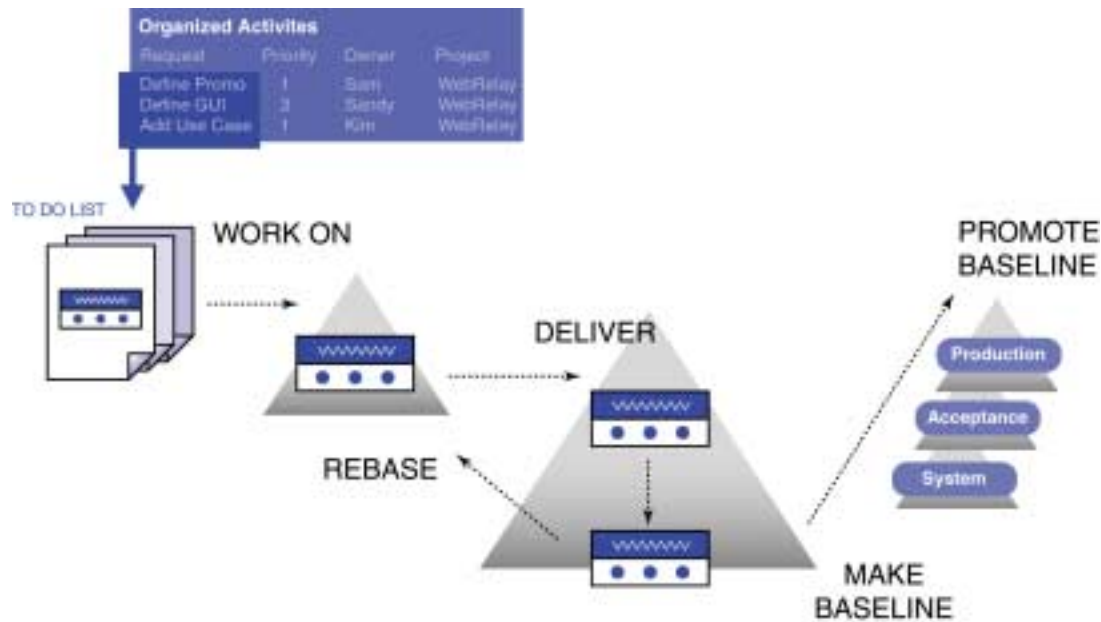 Organized Activites
Request Priority Owner Project
Define Promo 1 Sam WebRelay
Define GUI 3 Sandy WebRelay
Add Use Case 1 Kim WebRelay
TO DO LIST
WORK ON
DELIVER
REBASE
MAKE
BASELINE
PROMOTE
BASELINE
Production
Acceptance
System